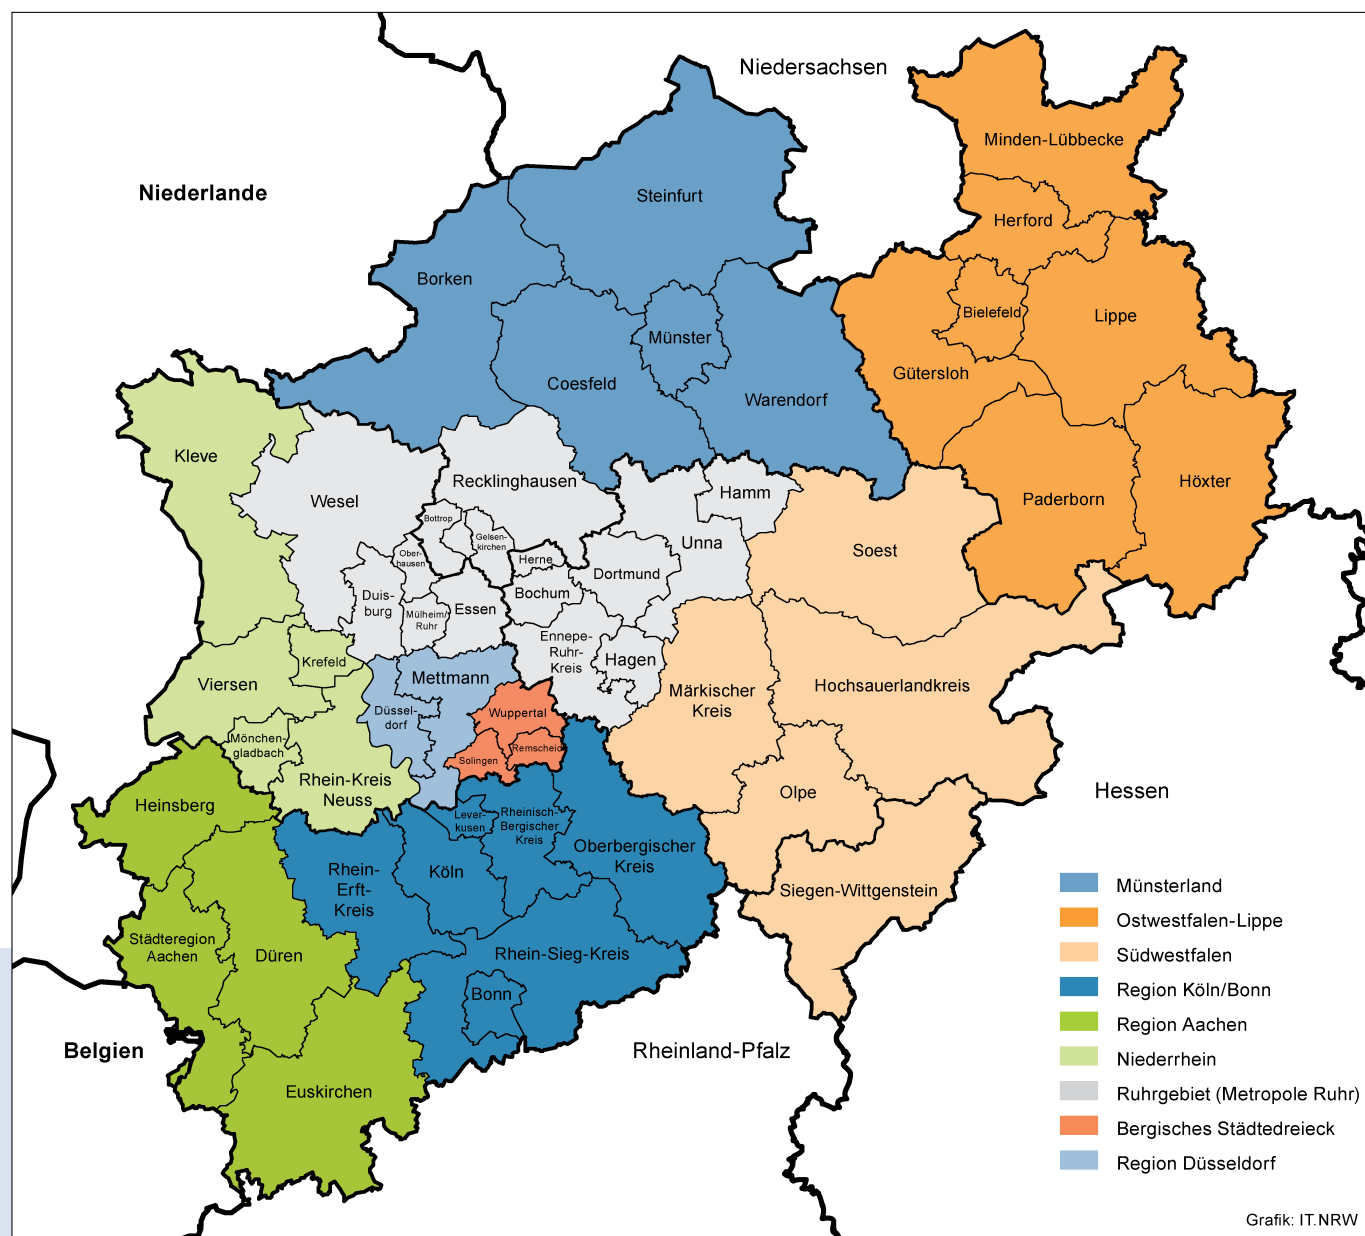 Niedersachsen
Minden-Lübbecke
Niederlande
Steinfurt
Herford
Borken
Bielefeld
Lippe
Münster
Gütersloh
Coesfeld
Warendorf
Kleve
Recklinghausen
Höxter
Hamm
Wesel
Paderborn
Bottrop
Gelsen-
kirchen
Unna
Soest
Ober-
hausen
Herne
Dortmund
Duis-
burg
Bochum
Essen
Mülheim/
Ruhr
Ennepe-
Ruhr-
Kreis
Hagen
Krefeld
Mettmann
Viersen
Hochsauerlandkreis
Märkischer
Kreis
Düssel-
dorf
Wuppertal
Mönchen-
gladbach
Remscheid
Solingen
Rhein-Kreis
Neuss
Hessen
Olpe
Heinsberg
Lever-
kusen
Rheinisch-
Bergischer
Kreis
Oberbergischer
Kreis
Rhein-
Erft-
Kreis
Köln
Siegen-Wittgenstein
Städteregion
Aachen
Düren
Rhein-Sieg-Kreis
Bonn
Belgien
Rheinland-Pfalz
Euskirchen
Münsterland
Ostwestfalen-Lippe
Südwestfalen
Region Köln/Bonn
Region Aachen
Niederrhein
Ruhrgebiet (Metropole Ruhr)
Bergisches Städtedreieck
Region Düsseldorf
Grafik: IT.NRW